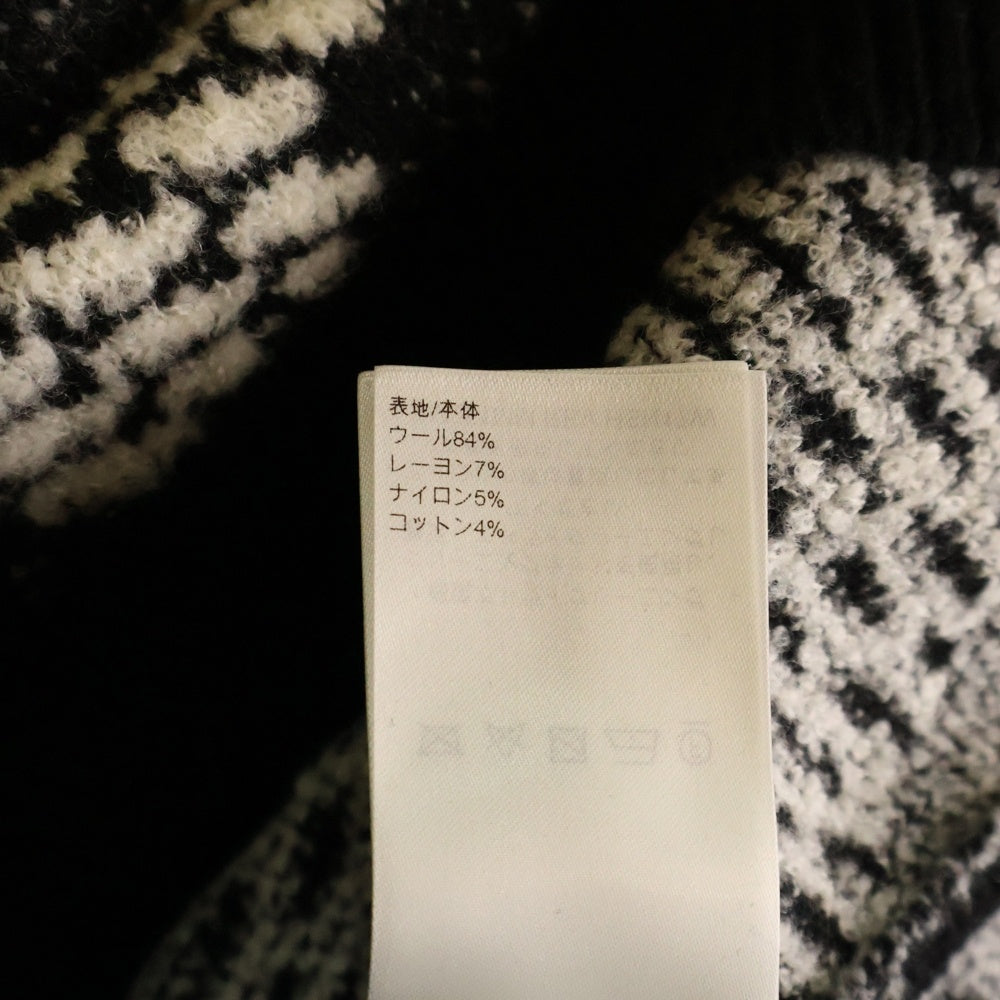 表地/本体
ウール84%
レーヨン7%
ナイロン5%
コットン4%